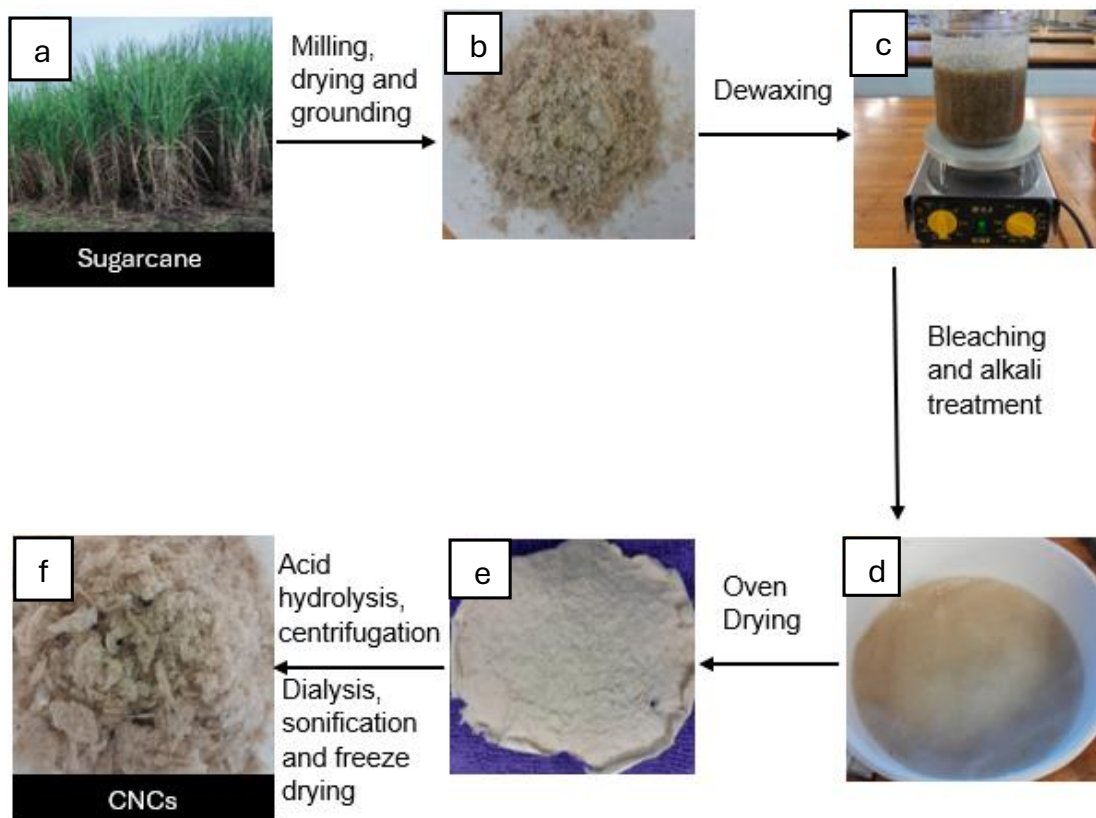 a
Sugarcane
Milling,
drying and
grounding
b
Dewaxing
c
Bleaching
and alkali
treatment
d
Oven
Drying
e
Acid
hydrolysis,
centrifugation
Dialysis,
sonification
and freeze
drying
f
CNCs